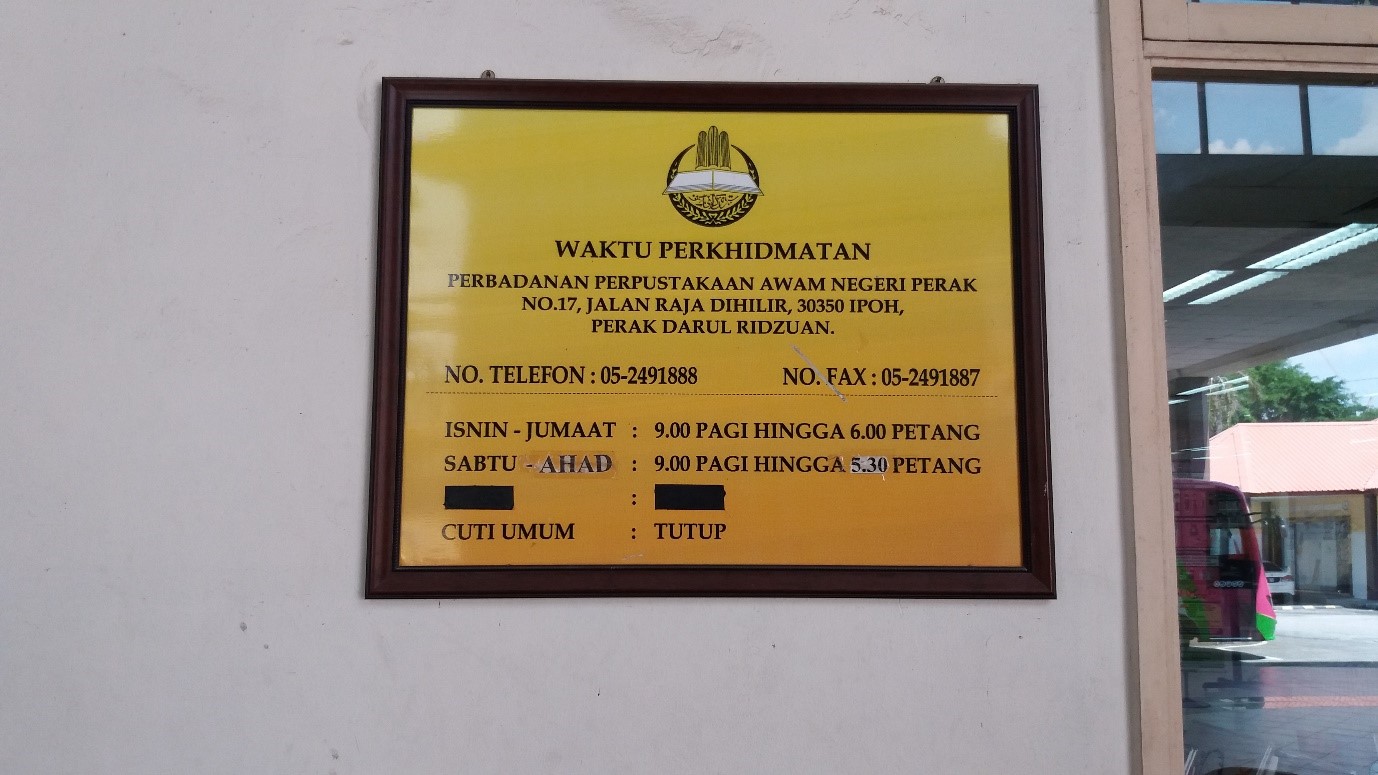 WAKTU PERKHIDMATAN
PERBADANAN PERPUSTAKAAN AWAM NEGERI PERAK
NO.17, JALAN RAJA DIHILIR, 30350 IPOH,
PERAK DARUL RIDZUAN.
NO. TELEFON : 05-2491888 NO. FAX : 05-2491887
ISNIN - JUMAAT : 9.00 PAGI HINGGA 6.00 PETANG
SABTU - AHAD : 9.00 PAGI HINGGA 5.30 PETANG
:
CUTI UMUM : TUTUP